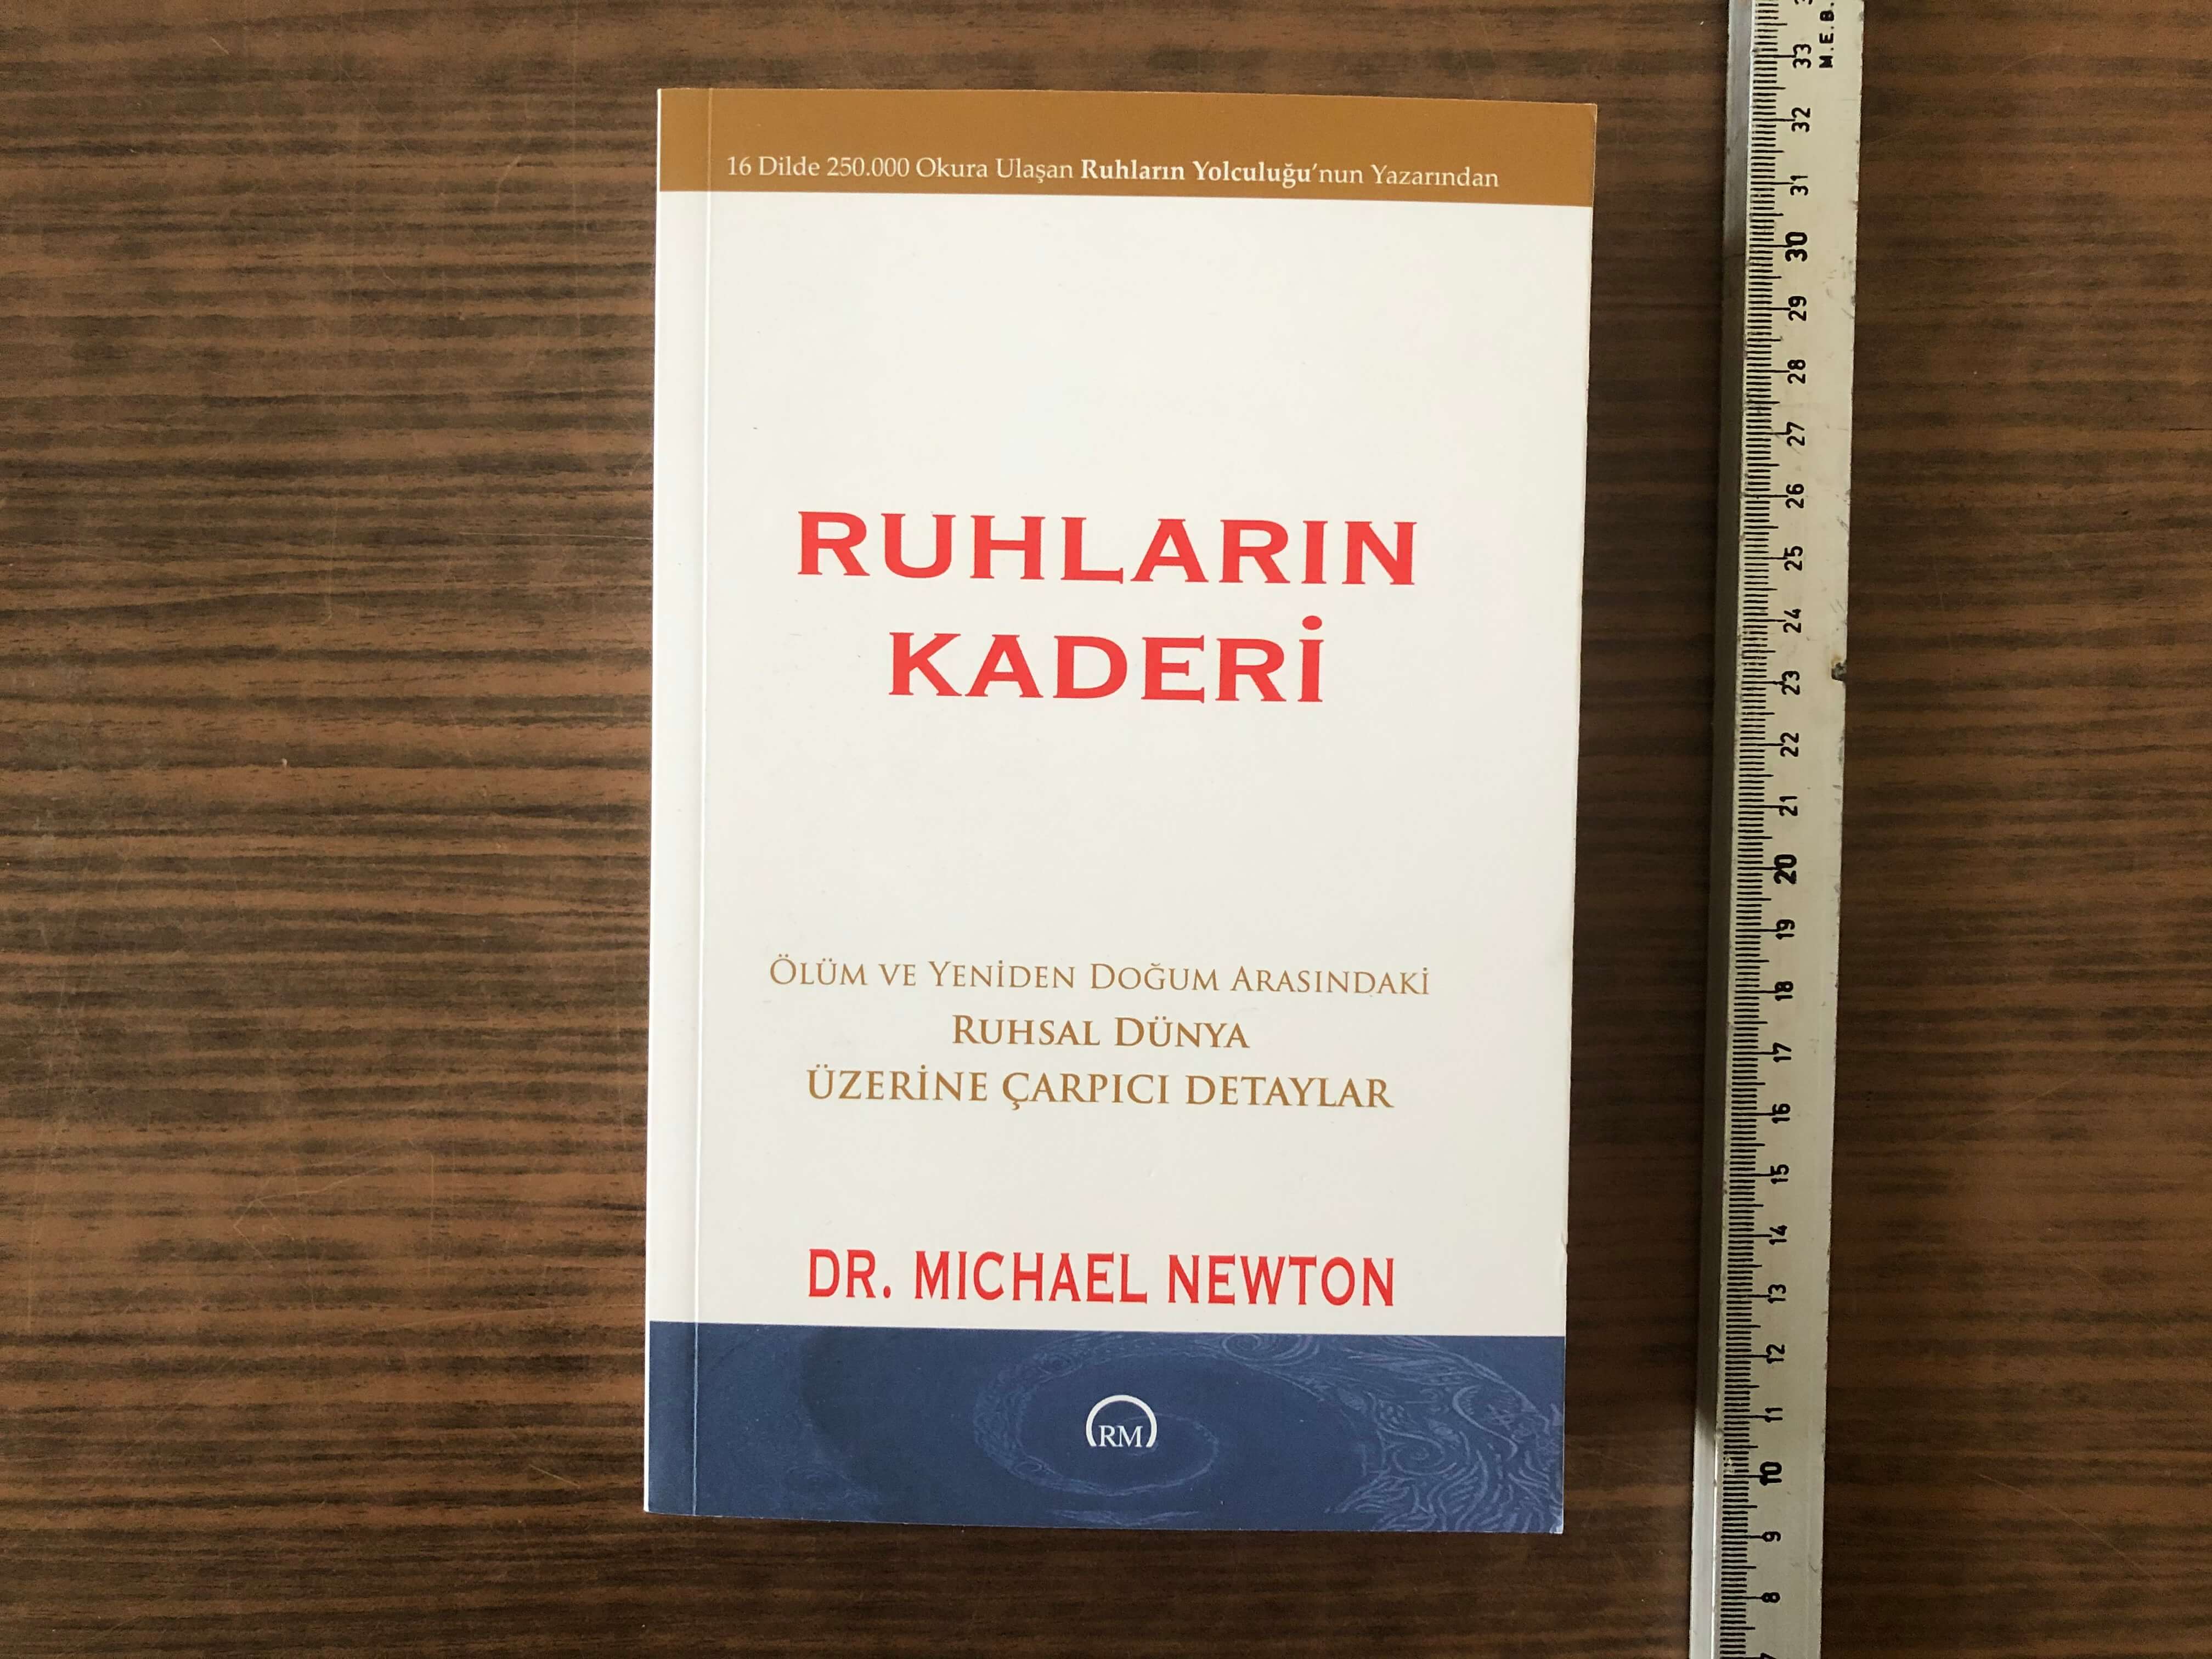 16 Dilde 250.000 Okura Ulaşan Ruhların Yolculuğu'nun Yazarından
RUHLARIN
KADERİ
ÖLÜM VE YENİDEN DOĞUM ARASINDAKİ
RUHSAL DÜNYA
ÜZERİNE ÇARPICI DETAYLAR
DR. MICHAEL NEWTON
RM
M.E.B.
33
32
31
30
29
28
27
26
25
24
23
22
21
20
19
18
17
16
15
14
13
12
11
10
9
8